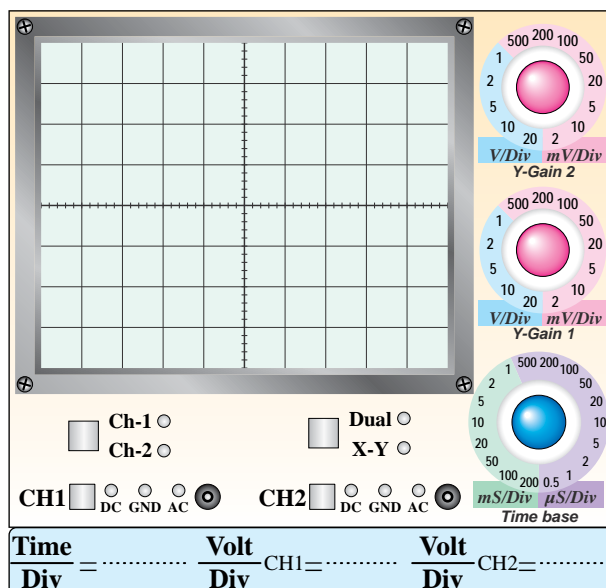 500 200 100
1 50
2 20
5 10
10 5
20 2
V/Div mV/Div
Y-Gain 2
500 200 100
1 50
2 20
5 10
10 5
20 2
V/Div mV/Div
Y-Gain 1
500 200
1 100
2 50
5 20
10 10
20 5
50 2
100 1
200 0.5
mS/Div µS/Div
Time base
Ch-1
Ch-2
Dual
X-Y
CH1 DC GND AC
CH2 DC GND AC
Time/Div = ............ Volt/Div CH1= ............ Volt/Div CH2= ............